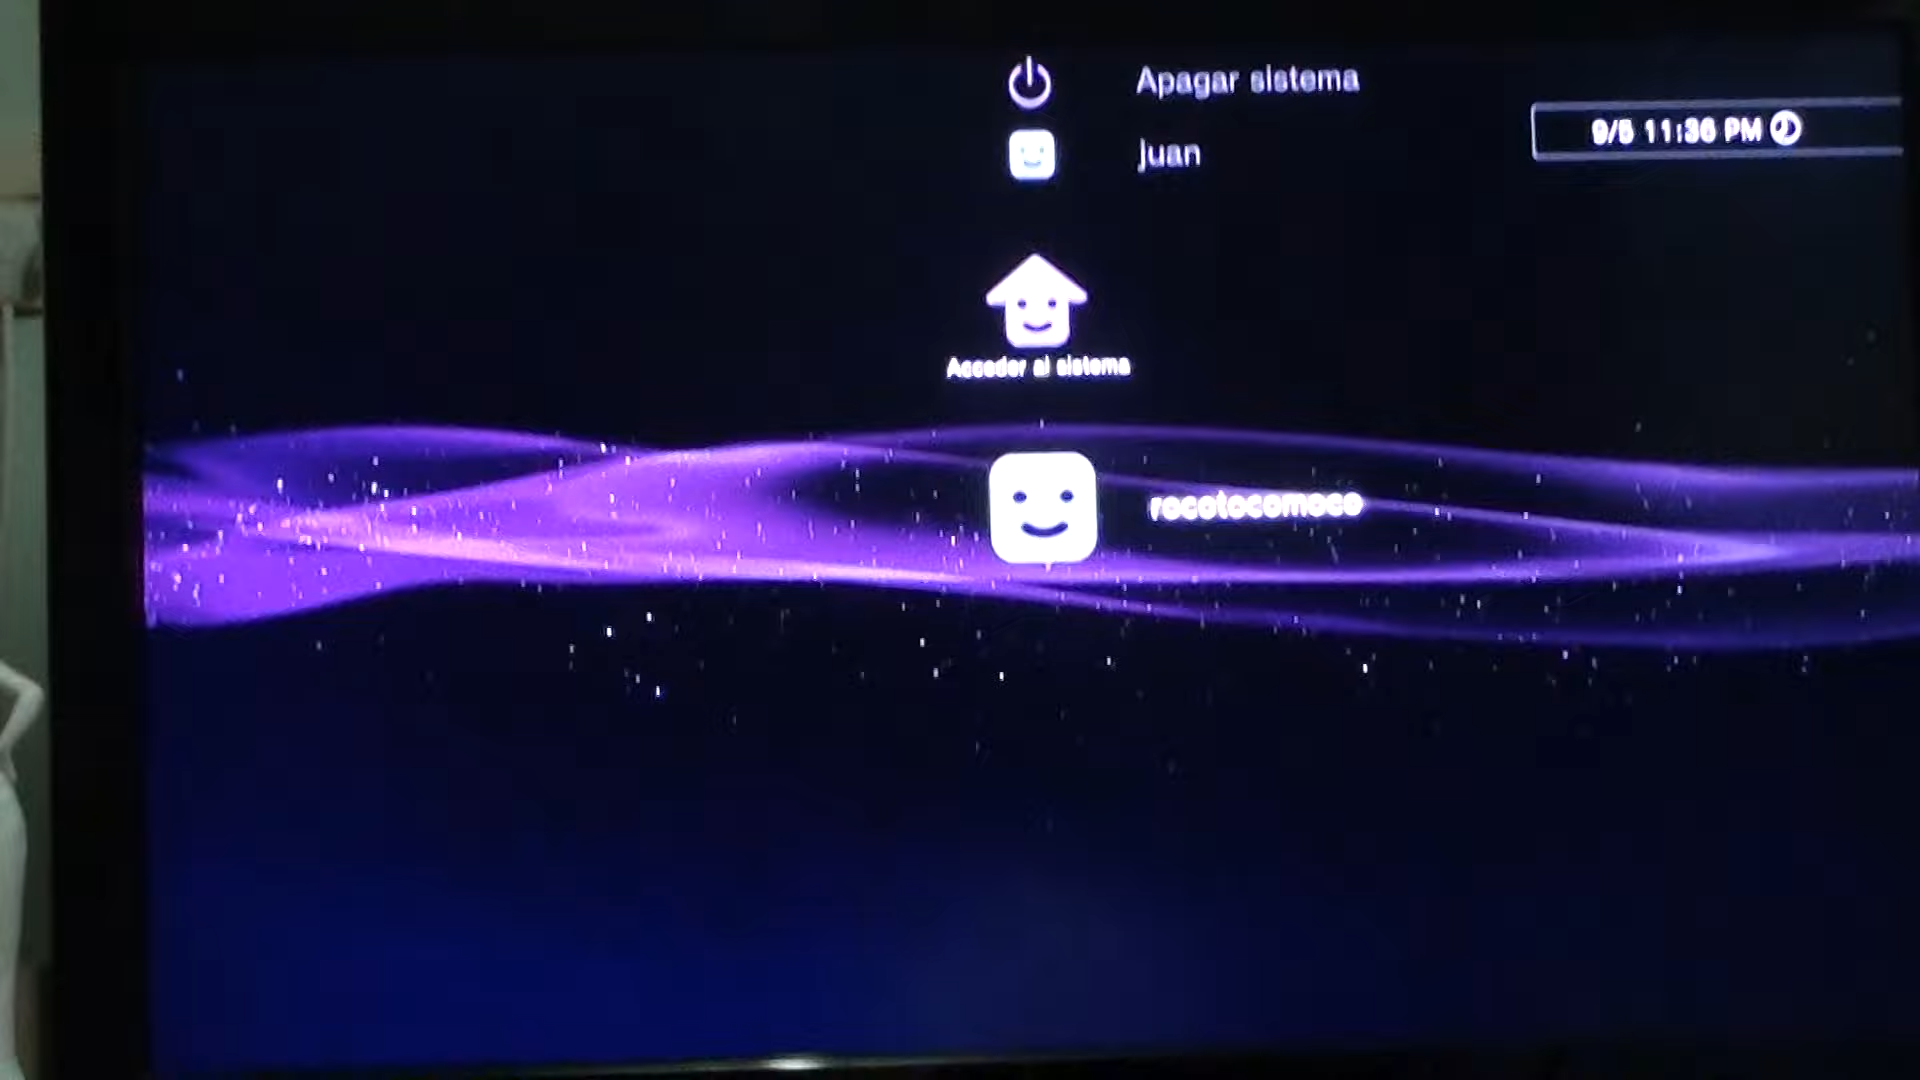 Apagar sistema
9/5 11:36 PM
juan
Acceder al sistema
rocotocomoco